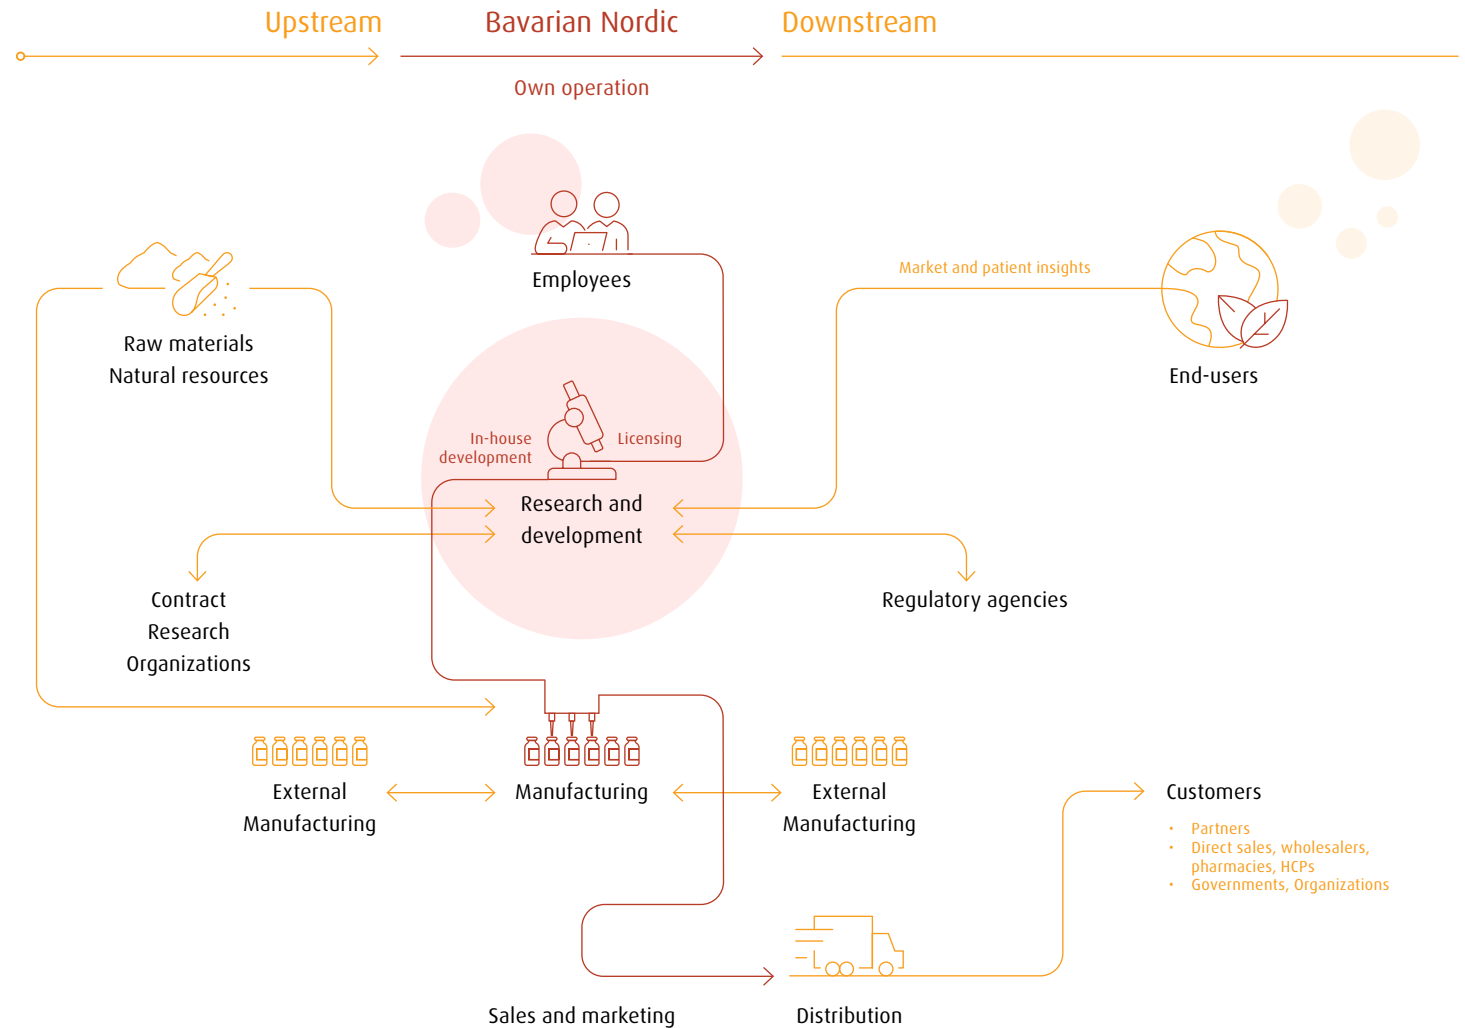 Upstream
Bavarian Nordic
Downstream
Own operation
Employees
Market and patient insights
Raw materials
Natural resources
End-users
In-house
development
Licensing
Research and
development
Contract
Research
Organizations
Regulatory agencies
External
Manufacturing
Manufacturing
External
Manufacturing
Customers
• Partners
• Direct sales, wholesalers,
pharmacies, HCPs
• Governments, Organizations
Sales and marketing
Distribution